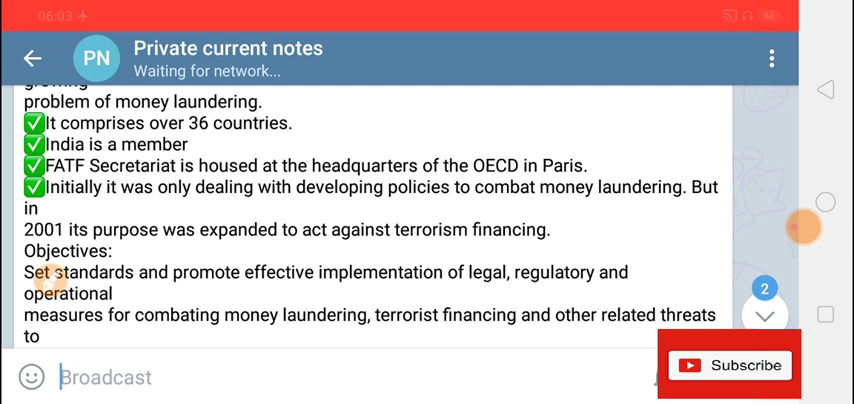 06:03
94
PN
Private current notes
Waiting for network...
growing
problem of money laundering.
✅It comprises over 36 countries.
✅India is a member
✅FATF Secretariat is housed at the headquarters of the OECD in Paris.
✅Initially it was only dealing with developing policies to combat money laundering. But
in
2001 its purpose was expanded to act against terrorism financing.
Objectives:
Set standards and promote effective implementation of legal, regulatory and
operational
measures for combating money laundering, terrorist financing and other related threats
to
2
Broadcast
Subscribe